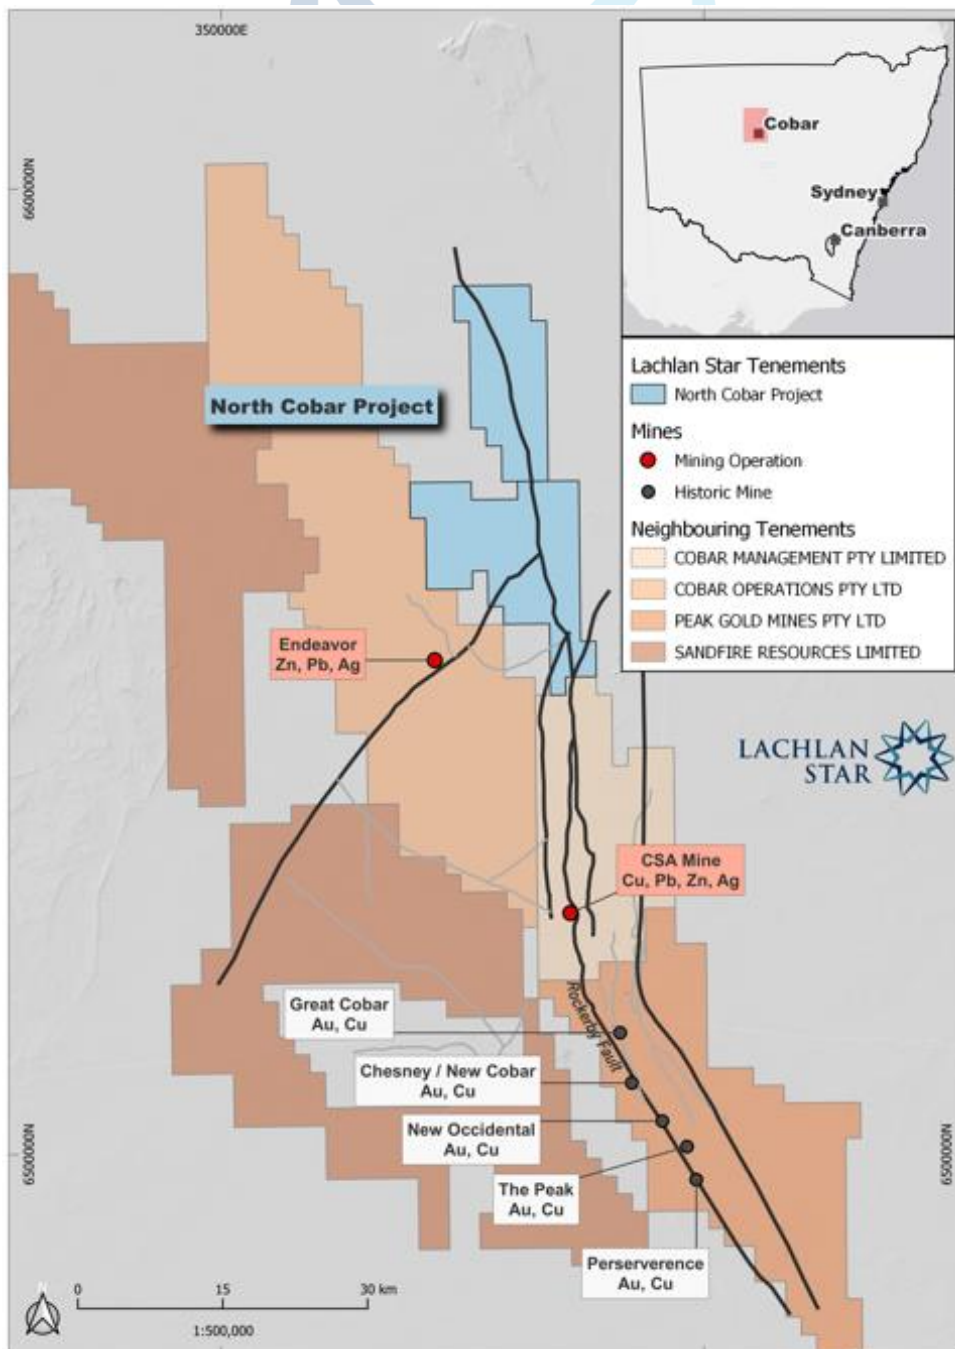 350000E
6600000N
Cobar
Sydney
Canberra
Lachlan Star Tenements
North Cobar Project
Mines
Mining Operation
Historic Mine
Neighbouring Tenements
COBAR MANAGEMENT PTY LIMITED
COBAR OPERATIONS PTY LTD
PEAK GOLD MINES PTY LTD
SANDFIRE RESOURCES LIMITED
North Cobar Project
Endeavor
Zn, Pb, Ag
LACHLAN
STAR
CSA Mine
Cu, Pb, Zn, Ag
Rockerby Fault
Great Cobar
Au, Cu
Chesney / New Cobar
Au, Cu
New Occidental
Au, Cu
The Peak
Au, Cu
Perserverence
Au, Cu
6500000N
6500000N
N
0 15 30 km
1:500,000